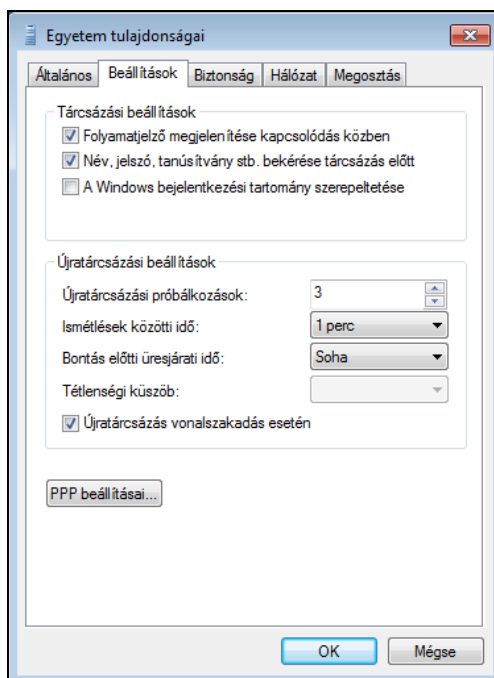 Egyetem tulajdonságai
Általános Beállítások Biztonság Hálózat Megosztás
Tárcsázási beállítások
Folyamatjelző megjelenítése kapcsolódás közben
Név, jelszó, tanúsítvány stb. bekérése tárcsázás előtt
A Windows bejelentkezési tartomány szerepeltetése
Újratárcsázási beállítások
Újratárcsázási próbálkozások: 3
Ismétlések közötti idő: 1 perc
Bontás előtti üresjárati idő: Soha
Tétlenségi küszöb:
Újratárcsázás vonalszakadás esetén
PPP beállításai...
OK Mégse